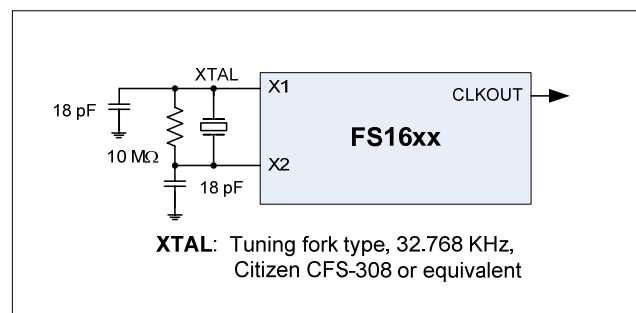 XTAL
X1
CLKOUT
18 pF
FS16xx
10 MΩ
X2
18 pF
XTAL: Tuning fork type, 32.768 KHz,
Citizen CFS-308 or equivalent